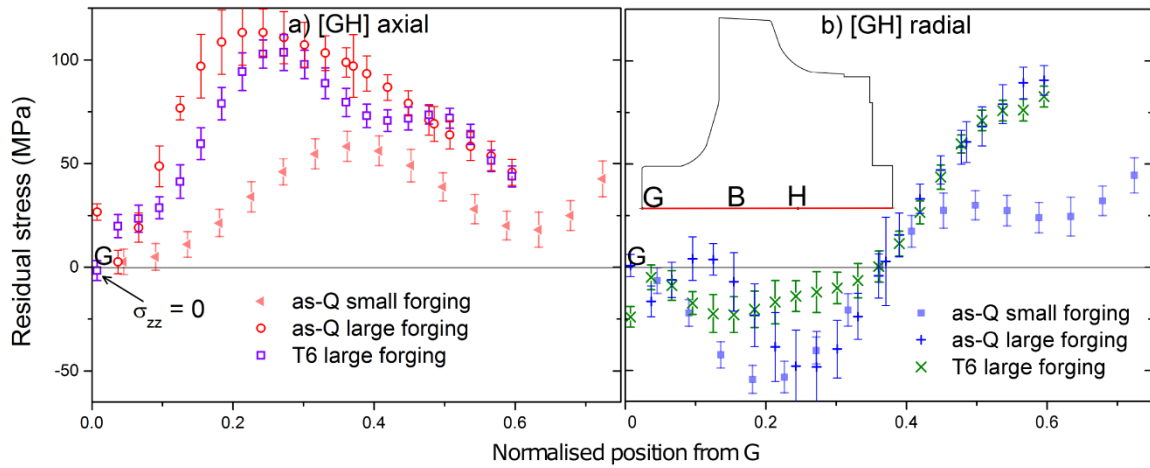 a) [GH] axial
b) [GH] radial
Residual stress (MPa)
100
50
0
-50
G
σzz = 0
as-Q small forging
as-Q large forging
T6 large forging
0.0
0.2
0.4
0.6
G
B
H
G
as-Q small forging
as-Q large forging
T6 large forging
0
0.2
0.4
0.6
Normalised position from G